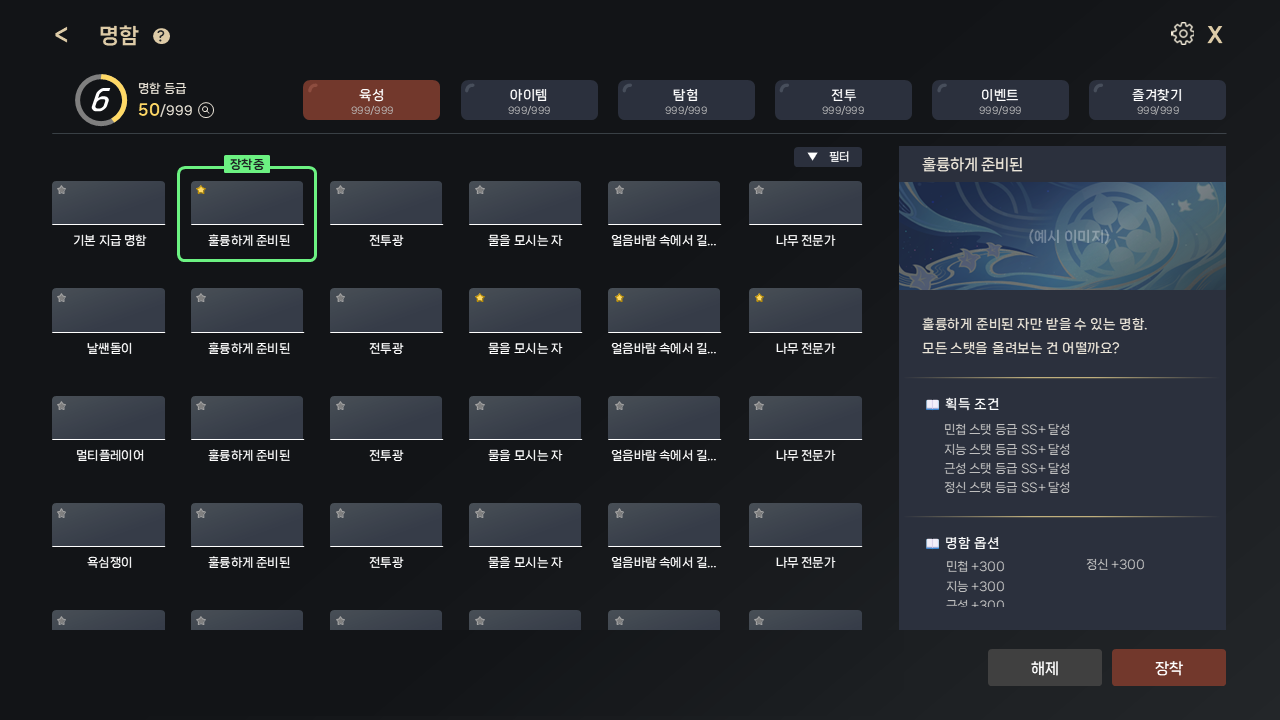 < 명함 ?
X
6
명함 등급
50/999
육성
999/999
아이템
999/999
탐험
999/999
전투
999/999
이벤트
999/999
즐겨찾기
999/999
▼ 필터
장착중
기본 지급 명함
훌륭하게 준비된
전투광
물을 모시는 자
얼음바람 속에서 길...
나무 전문가
날쌘돌이
훌륭하게 준비된
전투광
물을 모시는 자
얼음바람 속에서 길...
나무 전문가
멀티플레이어
훌륭하게 준비된
전투광
물을 모시는 자
얼음바람 속에서 길...
나무 전문가
욕심쟁이
훌륭하게 준비된
전투광
물을 모시는 자
얼음바람 속에서 길...
나무 전문가
훌륭하게 준비된
(예시 이미지)
훌륭하게 준비된 자만 받을 수 있는 명함.
모든 스탯을 올려보는 건 어떨까요?
획득 조건
민첩 스탯 등급 SS+ 달성
지능 스탯 등급 SS+ 달성
근성 스탯 등급 SS+ 달성
정신 스탯 등급 SS+ 달성
명함 옵션
민첩 +300
정신 +300
지능 +300
근성 +300
해제
장착